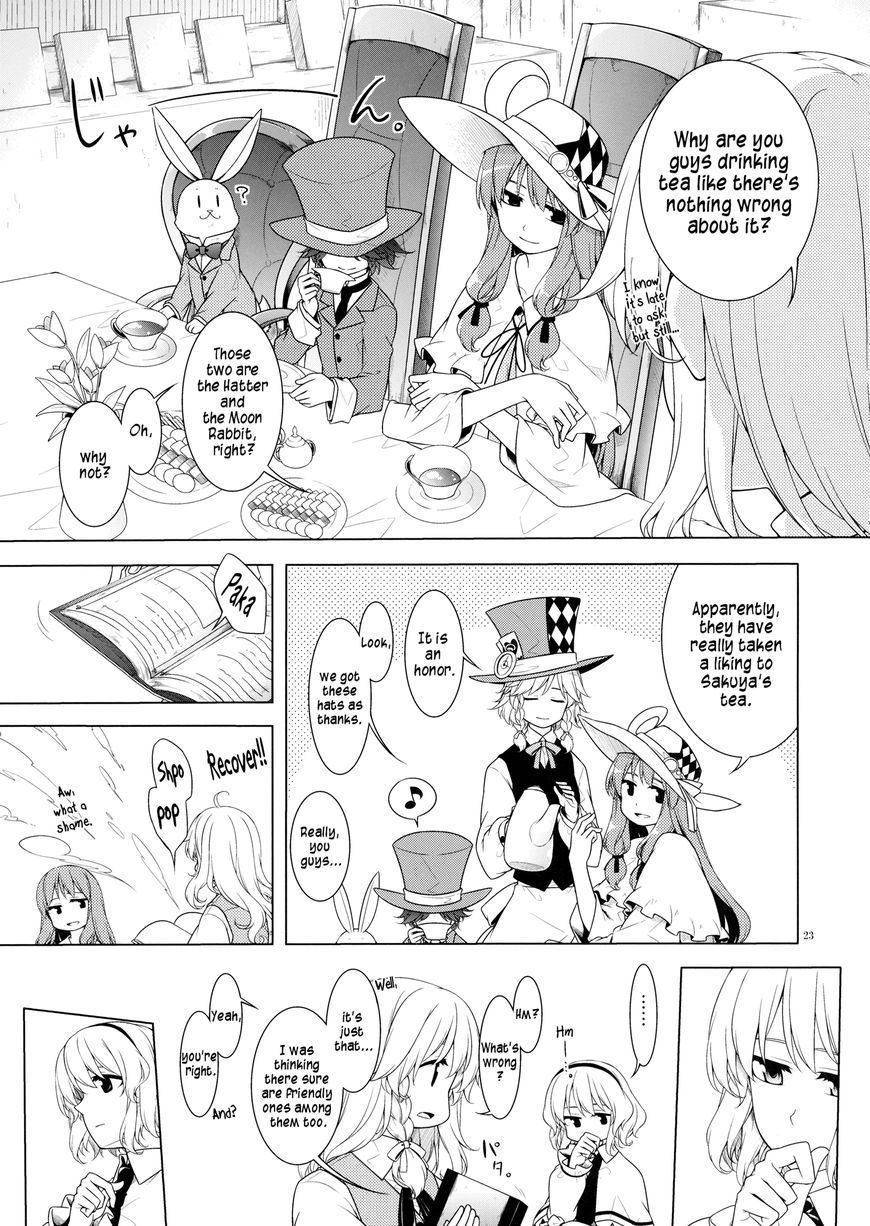 Why are you
guys drinking
tea like there's
nothing wrong
about it?
I know
it's late
to ask
but still...
じゃ
ん。
?
Those
two are
the Hatter
and
the Moon
Rabbit,
right?
Oh,
why
not?
Apparently,
they have
really taken
a liking to
Sakuya's
tea.
It is
an
honor.
Look,
we got
these
hats as
thanks.
♪
Really,
you
guys...
23
Paka
Recover!!
Shpo
pop
Aw,
what a
shame.
........
Hm
...
Hm?
What's
wrong
?
Well,
it's
just
that...
I was
thinking
there sure
are friendly
ones among
them too.
パタ。
Yeah,
you're
right.
And?